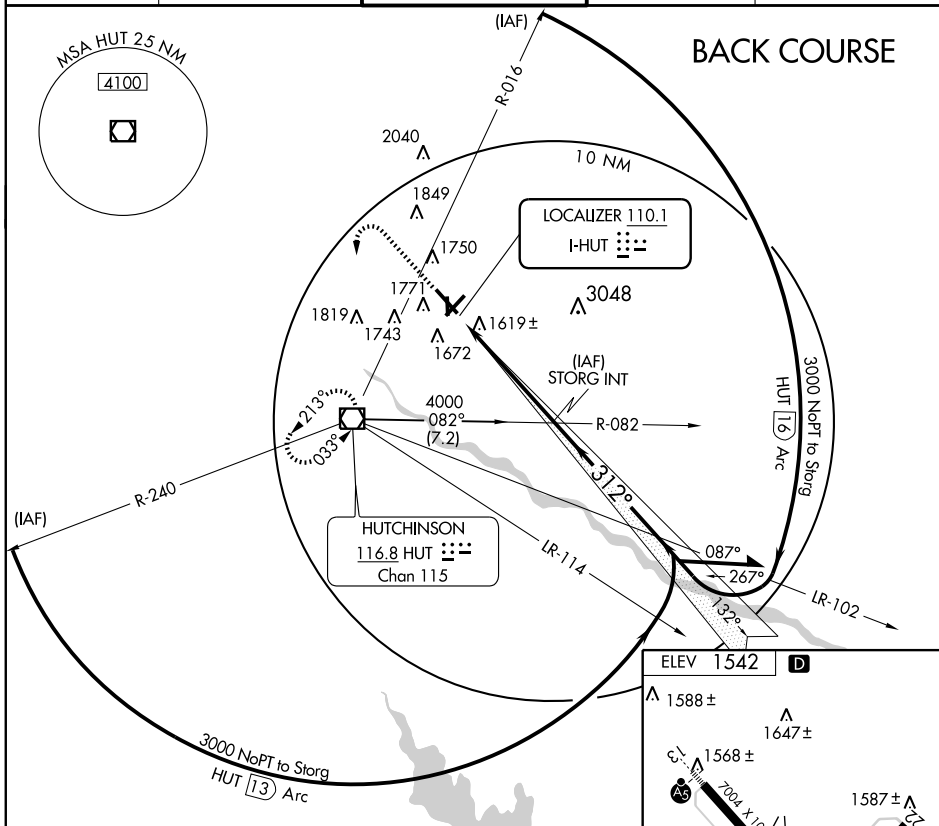 (IAF)
BACK COURSE
MSA HUT 25 NM
4100
R-016
2040
10 NM
1849
LOCALIZER 110.1
I-HUT
1750
1771
3048
1819
1743
1619±
1672
(IAF)
STORG INT
3000 NoPT to Storg
HUT 16 Arc
213°
033°
4000
082°
(7.2)
R-082
312°
R-240
(IAF)
HUTCHINSON
116.8 HUT
Chan 115
LR-114
087°
267°
LR-102
132°
ELEV 1542 D
1588±
1647±
13
1568±
A5
7004 X 10
1587±
22
3000 NoPT to Storg
HUT 13 Arc